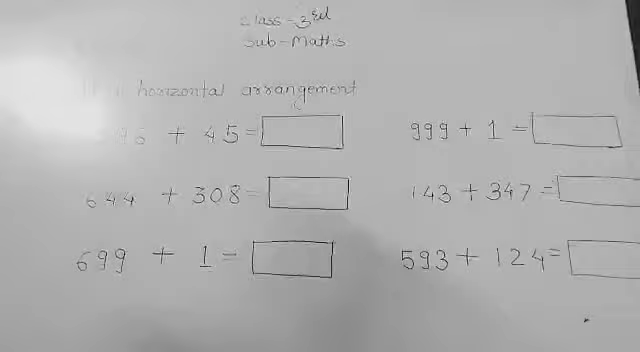 Class - 3rd
Sub - Maths
horizontal arrangement
+ 45 =
999 + 1 =
644 + 308 =
143 + 347 =
699 + 1 =
593 + 124 =